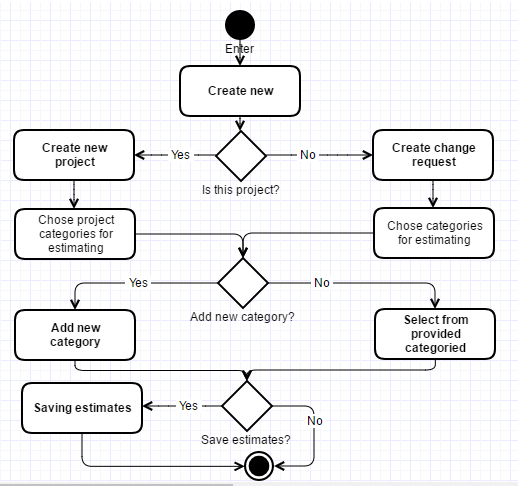 Enter
Create new
Yes
No
Create new
project
Create change
request
Is this project?
Chose project
categories for
estimating
Chose categories
for estimating
Yes
No
Add new category?
Add new
category
Select from
provided
categoried
Saving estimates
Yes
No
Save estimates?